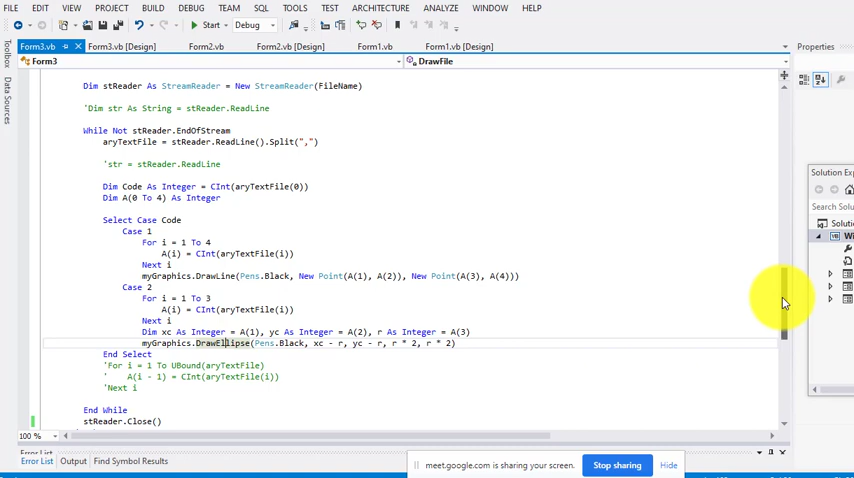 FILE EDIT VIEW PROJECT BUILD DEBUG TEAM SQL TOOLS TEST ARCHITECTURE ANALYZE WINDOW HELP
Start Debug
Form3.vb Form3.vb [Design] Form2.vb Form2.vb [Design] Form1.vb Form1.vb [Design] Properties
Toolbox
Data Sources
Form3 DrawFile
Dim stReader As StreamReader = New StreamReader(FileName)
'Dim str As String = stReader.ReadLine
While Not stReader.EndOfStream
aryTextFile = stReader.ReadLine().Split(",")
'str = stReader.ReadLine
Dim Code As Integer = CInt(aryTextFile(0))
Dim A(0 To 4) As Integer
Select Case Code
Case 1
For i = 1 To 4
A(i) = CInt(aryTextFile(i))
Next i
myGraphics.DrawLine(Pens.Black, New Point(A(1), A(2)), New Point(A(3), A(4)))
Case 2
For i = 1 To 3
A(i) = CInt(aryTextFile(i))
Next i
Dim xc As Integer = A(1), yc As Integer = A(2), r As Integer = A(3)
myGraphics.DrawEllipse(Pens.Black, xc - r, yc - r, r * 2, r * 2)
End Select
'For i = 1 To UBound(aryTextFile)
' A(i - 1) = CInt(aryTextFile(i))
'Next i
End While
stReader.Close()
Solution Exp
Search Solu
Soluti
Wi
100 %
Error List
Error List Output Find Symbol Results
meet.google.com is sharing your screen. Stop sharing Hide